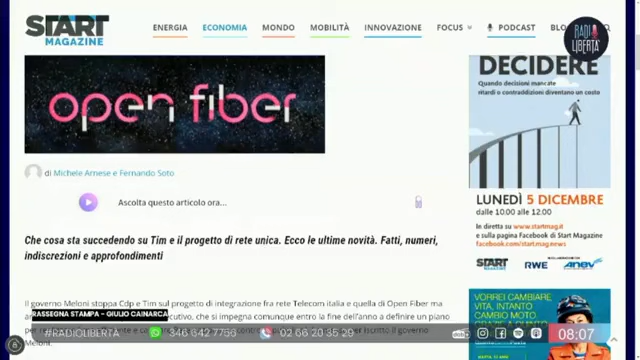 START
MAGAZINE
ENERGIA ECONOMIA MONDO MOBILITÀ INNOVAZIONE FOCUS PODCAST
RADIO
LIBERTÀ
open fiber
DECIDERE
Quando decisioni mancate
ritardi o contraddizioni diventano un costo
di Michele Arnese e Fernando Soto
Ascolta questo articolo ora...
LUNEDÌ 5 DICEMBRE
dalle 10.00 alle 12.00
In diretta su www.startmag.it
e sulla pagina Facebook di Start Magazine
facebook.com/start.mag.news
START
MAGAZINE
RWE
ANEV
Che cosa sta succedendo su Tim e il progetto di rete unica. Ecco le ultime novità. Fatti, numeri,
indiscrezioni e approfondimenti
VORREI CAMBIARE
VITA, INTANTO
CAMBIO MOTO
Il governo Meloni stoppa Cdp e Tim sul progetto di integrazione fra rete Telecom italia e quella di Open Fiber ma
RASSEGNA STAMPA - GIULIO CAINARCA
ecutivo, che si impegna comunque entro la fine dell'anno a definire un piano
#RADIOLIBERTA 346 642 7756 02 66 20 35 29 08:07
Meloni.